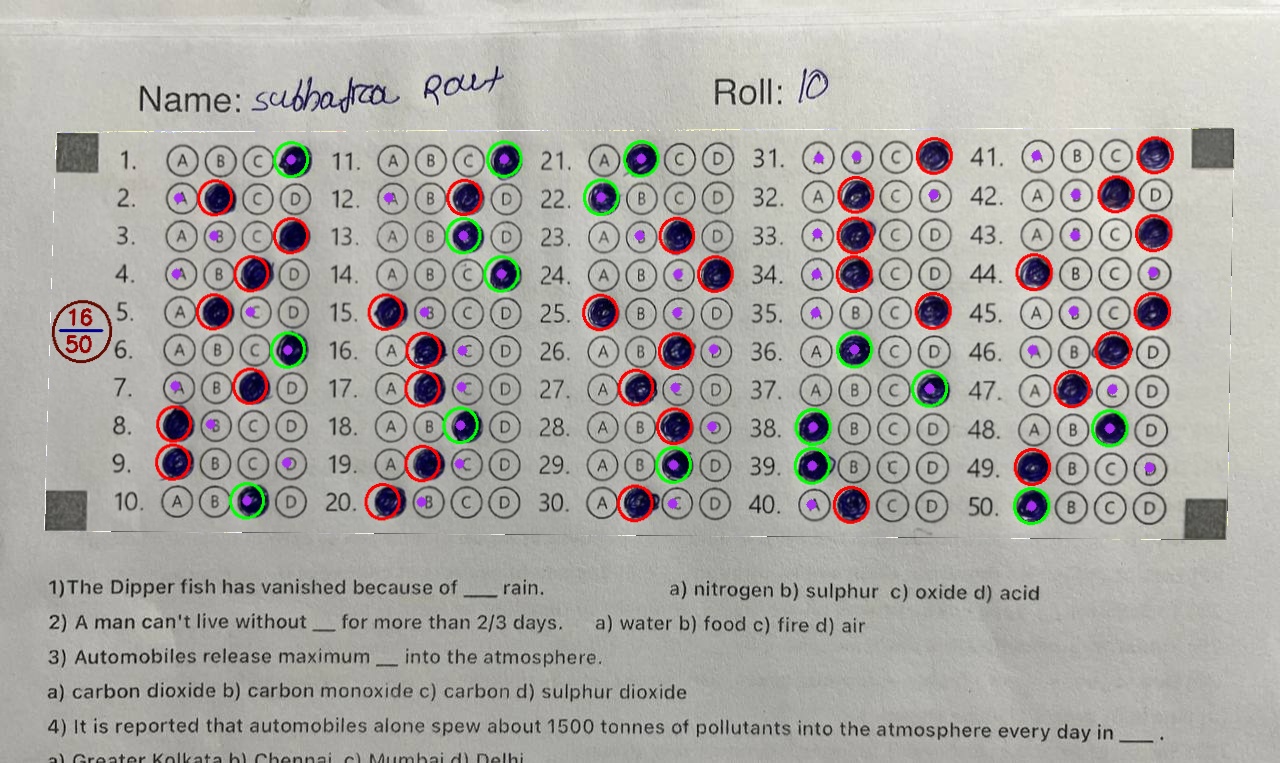 Name: subhadra Rout Roll: 10
1. A B C 11. A B C 21. A C D 31. A B C 41. A B C
2. A C D 12. A B D 22. B C D 32. A C D 42. A B D
3. A B C 13. A B D 23. A B D 33. A C D 43. A B C
4. A B D 14. A B C 24. A B C 34. A C D 44. B C D
5. A C D 15. B C D 25. B C D 35. A B C 45. A B C
16
50
6. A B C 16. A C D 26. A B D 36. A C D 46. A B D
7. A B D 17. A C D 27. A C D 37. A B C 47. A C D
8. B C D 18. A B D 28. A B D 38. B C D 48. A B D
9. B C D 19. A C D 29. A B D 39. B C D 49. B C D
10. A B D 20. B C D 30. A C D 40. A C D 50. B C D
1)The Dipper fish has vanished because of ___ rain. a) nitrogen b) sulphur c) oxide d) acid
2) A man can't live without __ for more than 2/3 days. a) water b) food c) fire d) air
3) Automobiles release maximum __ into the atmosphere.
a) carbon dioxide b) carbon monoxide c) carbon d) sulphur dioxide
4) It is reported that automobiles alone spew about 1500 tonnes of pollutants into the atmosphere every day in ___ .
a) Greater Kolkata b) Chennai c) Mumbai d) Delhi